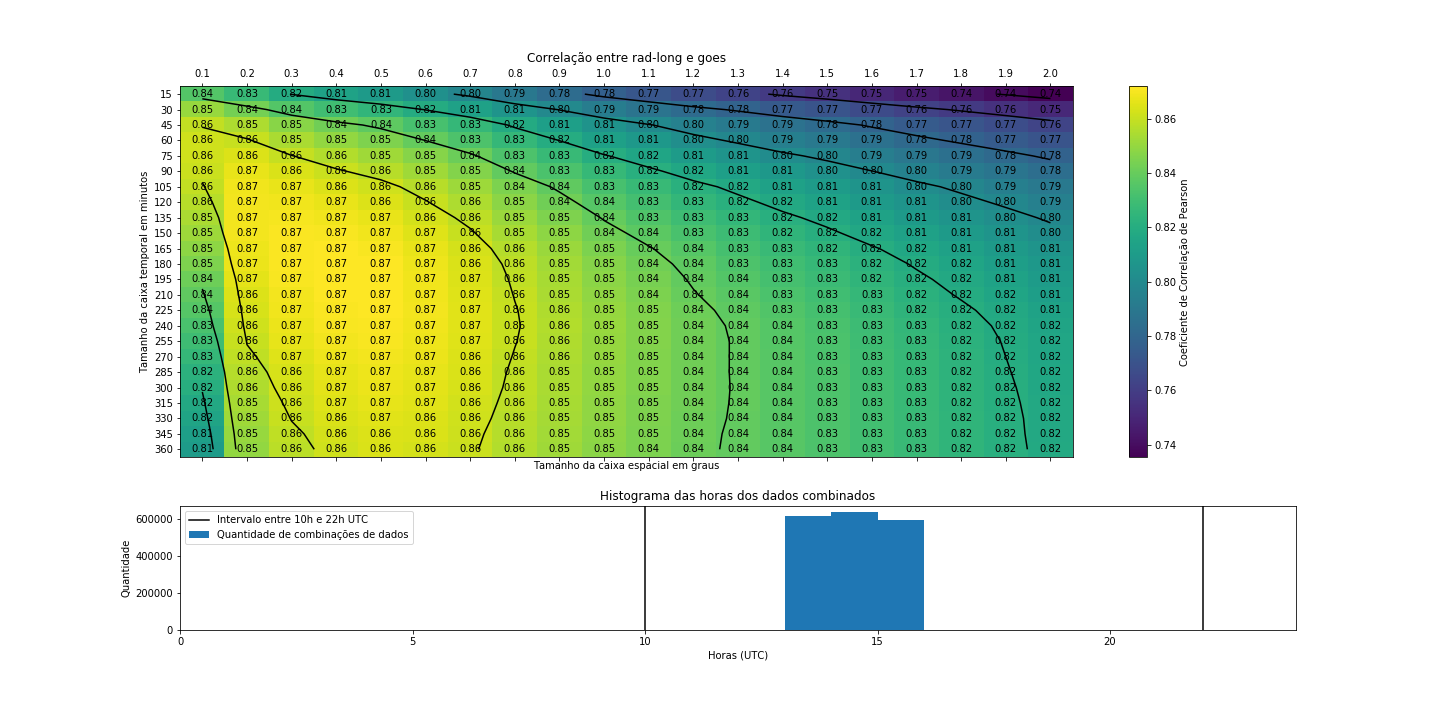 Correlação entre rad-long e goes
0.1 0.2 0.3 0.4 0.5 0.6 0.7 0.8 0.9 1.0 1.1 1.2 1.3 1.4 1.5 1.6 1.7 1.8 1.9 2.0
15 0.84 0.83 0.82 0.81 0.81 0.80 0.80 0.79 0.78 0.78 0.77 0.77 0.76 0.76 0.75 0.75 0.75 0.74 0.74 0.74
30 0.85 0.84 0.84 0.83 0.83 0.82 0.81 0.81 0.80 0.79 0.79 0.78 0.78 0.77 0.77 0.77 0.76 0.76 0.76 0.75
45 0.86 0.85 0.85 0.84 0.84 0.83 0.83 0.82 0.81 0.81 0.80 0.80 0.79 0.79 0.78 0.78 0.77 0.77 0.77 0.76
60 0.86 0.86 0.85 0.85 0.85 0.84 0.83 0.83 0.82 0.81 0.81 0.80 0.80 0.79 0.79 0.79 0.78 0.78 0.77 0.77
75 0.86 0.86 0.86 0.86 0.85 0.85 0.84 0.83 0.83 0.82 0.82 0.81 0.81 0.80 0.80 0.79 0.79 0.79 0.78 0.78
90 0.86 0.87 0.86 0.86 0.86 0.85 0.85 0.84 0.83 0.83 0.82 0.82 0.81 0.81 0.80 0.80 0.80 0.79 0.79 0.78
105 0.86 0.87 0.87 0.86 0.86 0.86 0.85 0.84 0.84 0.83 0.83 0.82 0.82 0.81 0.81 0.81 0.80 0.80 0.79 0.79
120 0.86 0.87 0.87 0.87 0.86 0.86 0.85 0.85 0.84 0.84 0.83 0.83 0.82 0.82 0.81 0.81 0.81 0.80 0.80 0.79
135 0.85 0.87 0.87 0.87 0.87 0.86 0.86 0.85 0.85 0.84 0.83 0.83 0.83 0.82 0.82 0.81 0.81 0.81 0.80 0.80
150 0.85 0.87 0.87 0.87 0.87 0.86 0.86 0.85 0.85 0.84 0.84 0.83 0.83 0.82 0.82 0.82 0.81 0.81 0.81 0.80
165 0.85 0.87 0.87 0.87 0.87 0.87 0.86 0.86 0.85 0.85 0.84 0.84 0.83 0.83 0.82 0.82 0.82 0.81 0.81 0.81
180 0.85 0.87 0.87 0.87 0.87 0.87 0.86 0.86 0.85 0.85 0.84 0.84 0.83 0.83 0.83 0.82 0.82 0.82 0.81 0.81
195 0.84 0.86 0.87 0.87 0.87 0.87 0.87 0.86 0.85 0.85 0.84 0.84 0.84 0.83 0.83 0.82 0.82 0.82 0.81 0.81
210 0.84 0.86 0.87 0.87 0.87 0.87 0.87 0.86 0.85 0.85 0.84 0.84 0.84 0.83 0.83 0.83 0.82 0.82 0.82 0.81
225 0.84 0.86 0.87 0.87 0.87 0.87 0.87 0.86 0.86 0.85 0.85 0.84 0.84 0.83 0.83 0.83 0.82 0.82 0.82 0.81
240 0.83 0.86 0.87 0.87 0.87 0.87 0.87 0.86 0.86 0.85 0.85 0.84 0.84 0.84 0.83 0.83 0.83 0.82 0.82 0.82
255 0.83 0.86 0.87 0.87 0.87 0.87 0.86 0.86 0.86 0.85 0.85 0.84 0.84 0.84 0.83 0.83 0.83 0.82 0.82 0.82
270 0.83 0.86 0.87 0.87 0.87 0.87 0.86 0.86 0.86 0.85 0.85 0.84 0.84 0.84 0.83 0.83 0.83 0.82 0.82 0.82
285 0.82 0.86 0.86 0.87 0.87 0.87 0.86 0.86 0.86 0.85 0.85 0.84 0.84 0.84 0.83 0.83 0.83 0.82 0.82 0.82
300 0.82 0.86 0.86 0.87 0.87 0.87 0.86 0.86 0.86 0.85 0.85 0.84 0.84 0.84 0.83 0.83 0.83 0.82 0.82 0.82
315 0.82 0.85 0.86 0.87 0.87 0.86 0.86 0.86 0.86 0.85 0.85 0.84 0.84 0.84 0.83 0.83 0.83 0.82 0.82 0.82
330 0.82 0.85 0.86 0.86 0.86 0.86 0.86 0.86 0.85 0.85 0.85 0.84 0.84 0.84 0.83 0.83 0.83 0.82 0.82 0.82
345 0.81 0.85 0.86 0.86 0.86 0.86 0.86 0.86 0.85 0.85 0.84 0.84 0.84 0.84 0.83 0.83 0.83 0.82 0.82 0.82
360 0.81 0.85 0.86 0.86 0.86 0.86 0.86 0.86 0.85 0.85 0.84 0.84 0.84 0.84 0.83 0.83 0.83 0.82 0.82 0.82
Tamanho da caixa temporal em minutos
Tamanho da caixa espacial em graus
0.86
0.84
0.82
0.80
0.78
0.76
0.74
Coeficiente de Correlação de Pearson
Histograma das horas dos dados combinados
Intervalo entre 10h e 22h UTC
Quantidade de combinações de dados
600000
400000
200000
0
Quantidade
0 5 10 15 20
Horas (UTC)